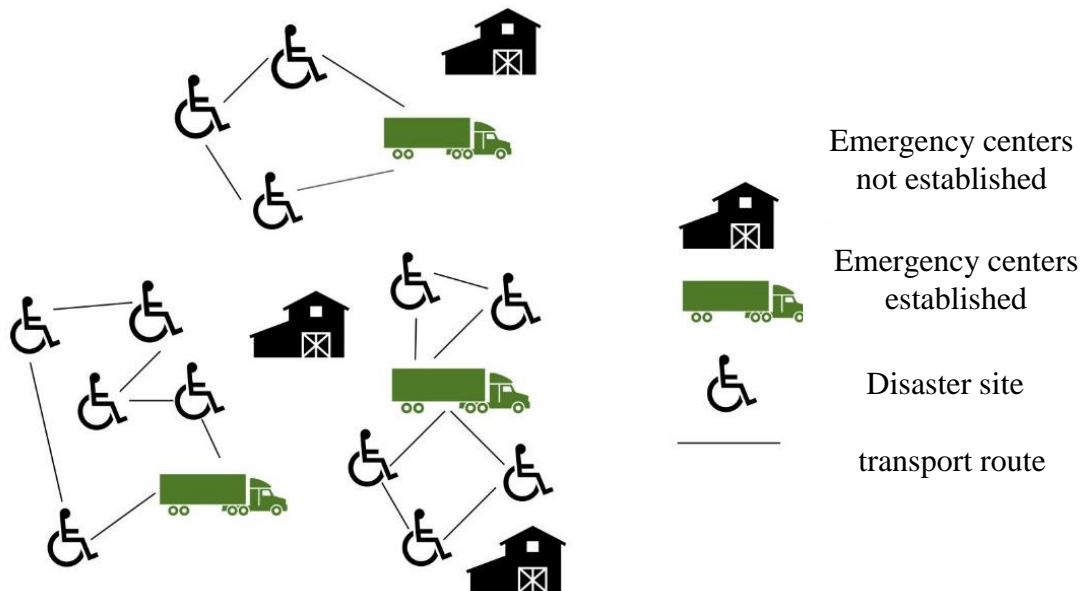 Emergency centers
not established
Emergency centers
established
Disaster site
transport route